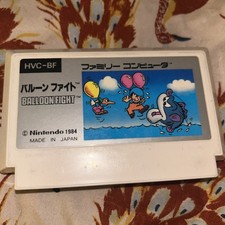 HVC-BF
ファミリー コンピュータ
バルーン ファイト
BALLOON FIGHT
© Nintendo 1984
MADE IN JAPAN